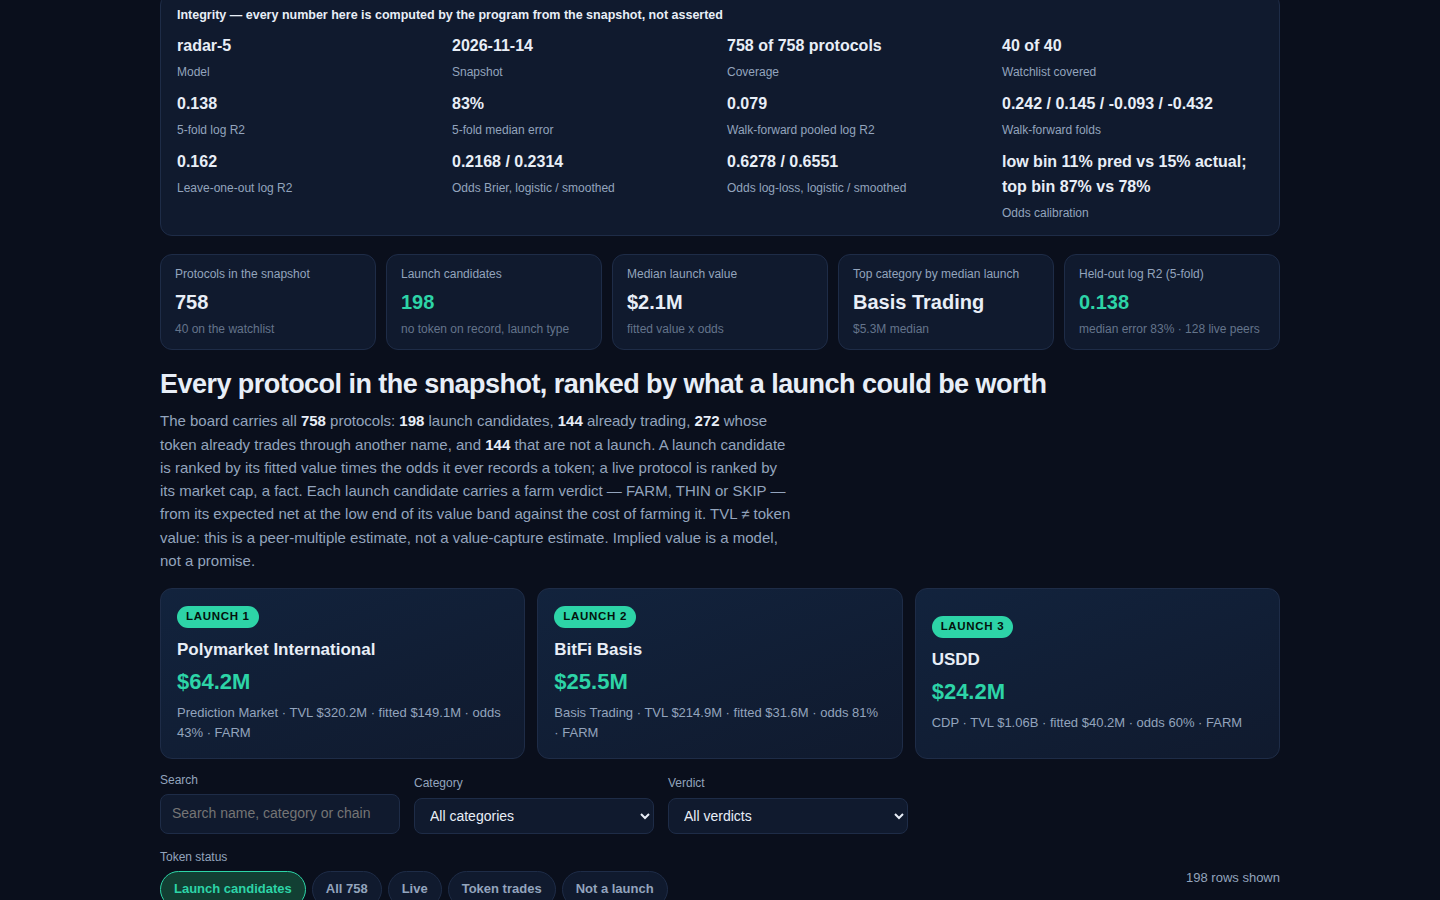 Integrity — every number here is computed by the program from the snapshot, not asserted
radar-5
Model
2026-11-14
Snapshot
758 of 758 protocols
Coverage
40 of 40
Watchlist covered
0.138
5-fold log R2
83%
5-fold median error
0.079
Walk-forward pooled log R2
0.242 / 0.145 / -0.093 / -0.432
Walk-forward folds
0.162
Leave-one-out log R2
0.2168 / 0.2314
Odds Brier, logistic / smoothed
0.6278 / 0.6551
Odds log-loss, logistic / smoothed
low bin 11% pred vs 15% actual;
top bin 87% vs 78%
Odds calibration
Protocols in the snapshot
758
40 on the watchlist
Launch candidates
198
no token on record, launch type
Median launch value
$2.1M
fitted value x odds
Top category by median launch
Basis Trading
$5.3M median
Held-out log R2 (5-fold)
0.138
median error 83% · 128 live peers
Every protocol in the snapshot, ranked by what a launch could be worth
The board carries all 758 protocols: 198 launch candidates, 144 already trading, 272 whose
token already trades through another name, and 144 that are not a launch. A launch candidate
is ranked by its fitted value times the odds it ever records a token; a live protocol is ranked by
its market cap, a fact. Each launch candidate carries a farm verdict — FARM, THIN or SKIP —
from its expected net at the low end of its value band against the cost of farming it. TVL ≠ token
value: this is a peer-multiple estimate, not a value-capture estimate. Implied value is a model,
not a promise.
LAUNCH 1
Polymarket International
$64.2M
Prediction Market · TVL $320.2M · fitted $149.1M · odds
43% · FARM
LAUNCH 2
BitFi Basis
$25.5M
Basis Trading · TVL $214.9M · fitted $31.6M · odds 81%
· FARM
LAUNCH 3
USDD
$24.2M
CDP · TVL $1.06B · fitted $40.2M · odds 60% · FARM
Search
Search name, category or chain
Category
All categories
Verdict
All verdicts
Token status
Launch candidates
All 758
Live
Token trades
Not a launch
198 rows shown